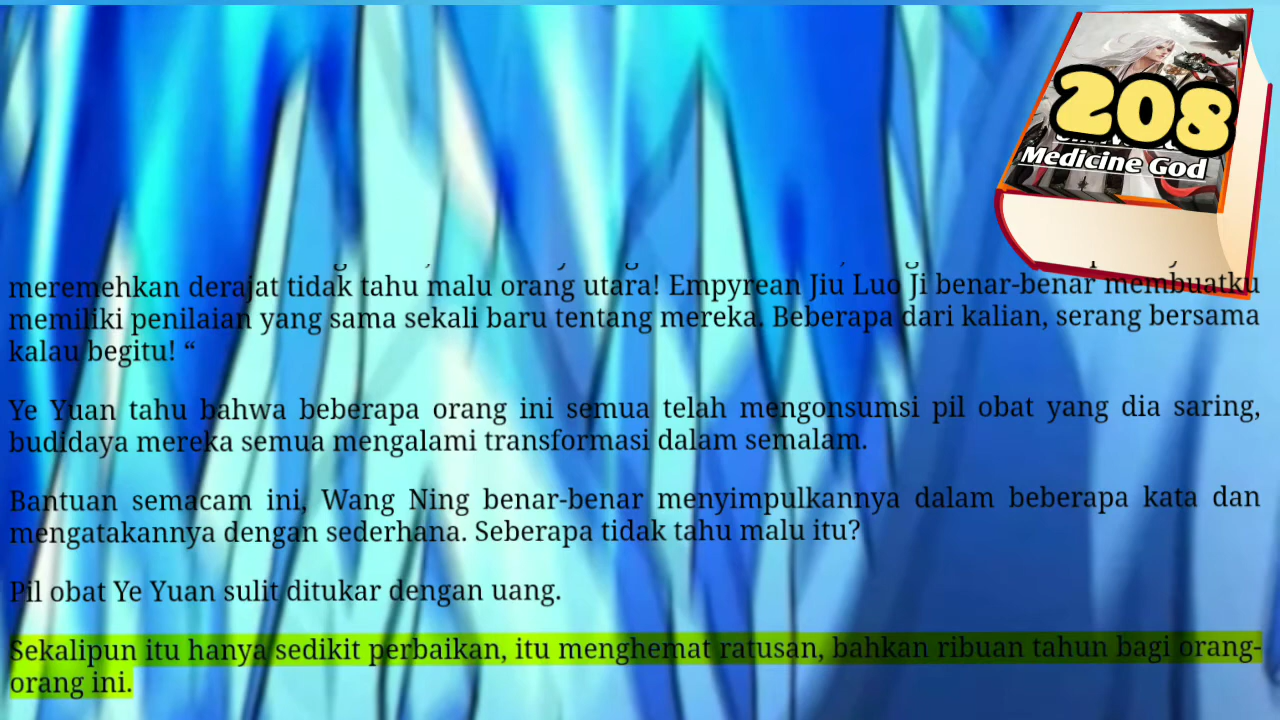 208
Medicine God
meremehkan derajat tidak tahu malu orang utara! Empyrean Jiu Luo Ji benar-benar membuatku
memiliki penilaian yang sama sekali baru tentang mereka. Beberapa dari kalian, serang bersama
kalau begitu! “
Ye Yuan tahu bahwa beberapa orang ini semua telah mengonsumsi pil obat yang dia saring,
budidaya mereka semua mengalami transformasi dalam semalam.
Bantuan semacam ini, Wang Ning benar-benar menyimpulkannya dalam beberapa kata dan
mengatakannya dengan sederhana. Seberapa tidak tahu malu itu?
Pil obat Ye Yuan sulit ditukar dengan uang.
Sekalipun itu hanya sedikit perbaikan, itu menghemat ratusan, bahkan ribuan tahun bagi orang-
orang ini.